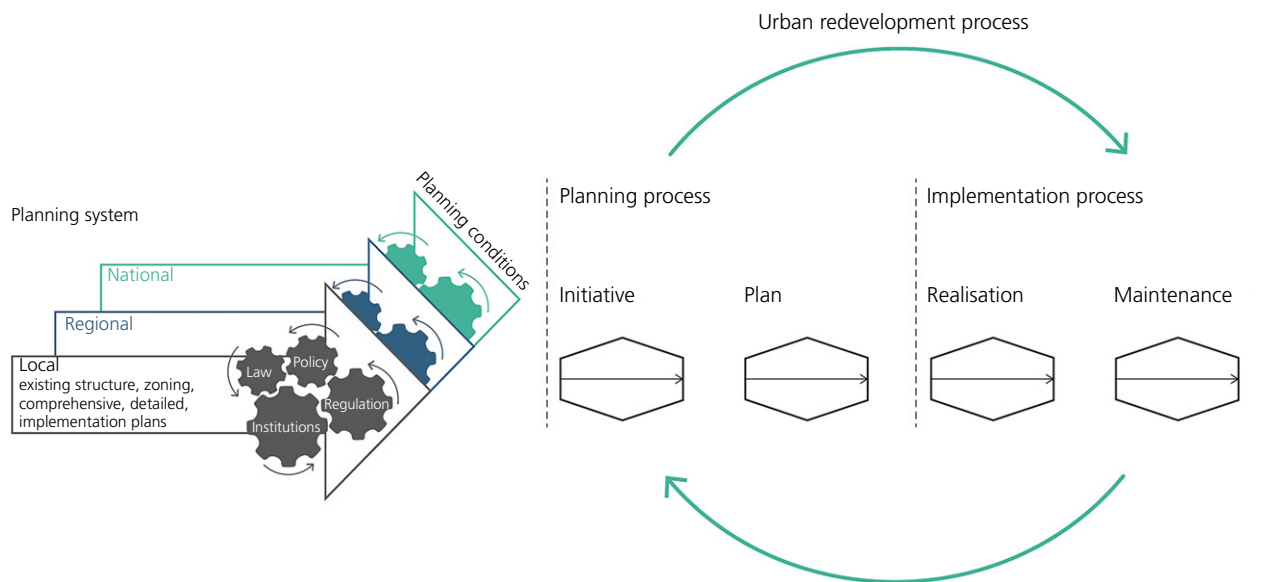 Urban redevelopment process
Planning system
Planning conditions
Planning process
Implementation process
National
Regional
Local
existing structure, zoning,
comprehensive, detailed,
implementation plans
Law
Policy
Regulation
Institutions
Initiative
Plan
Realisation
Maintenance